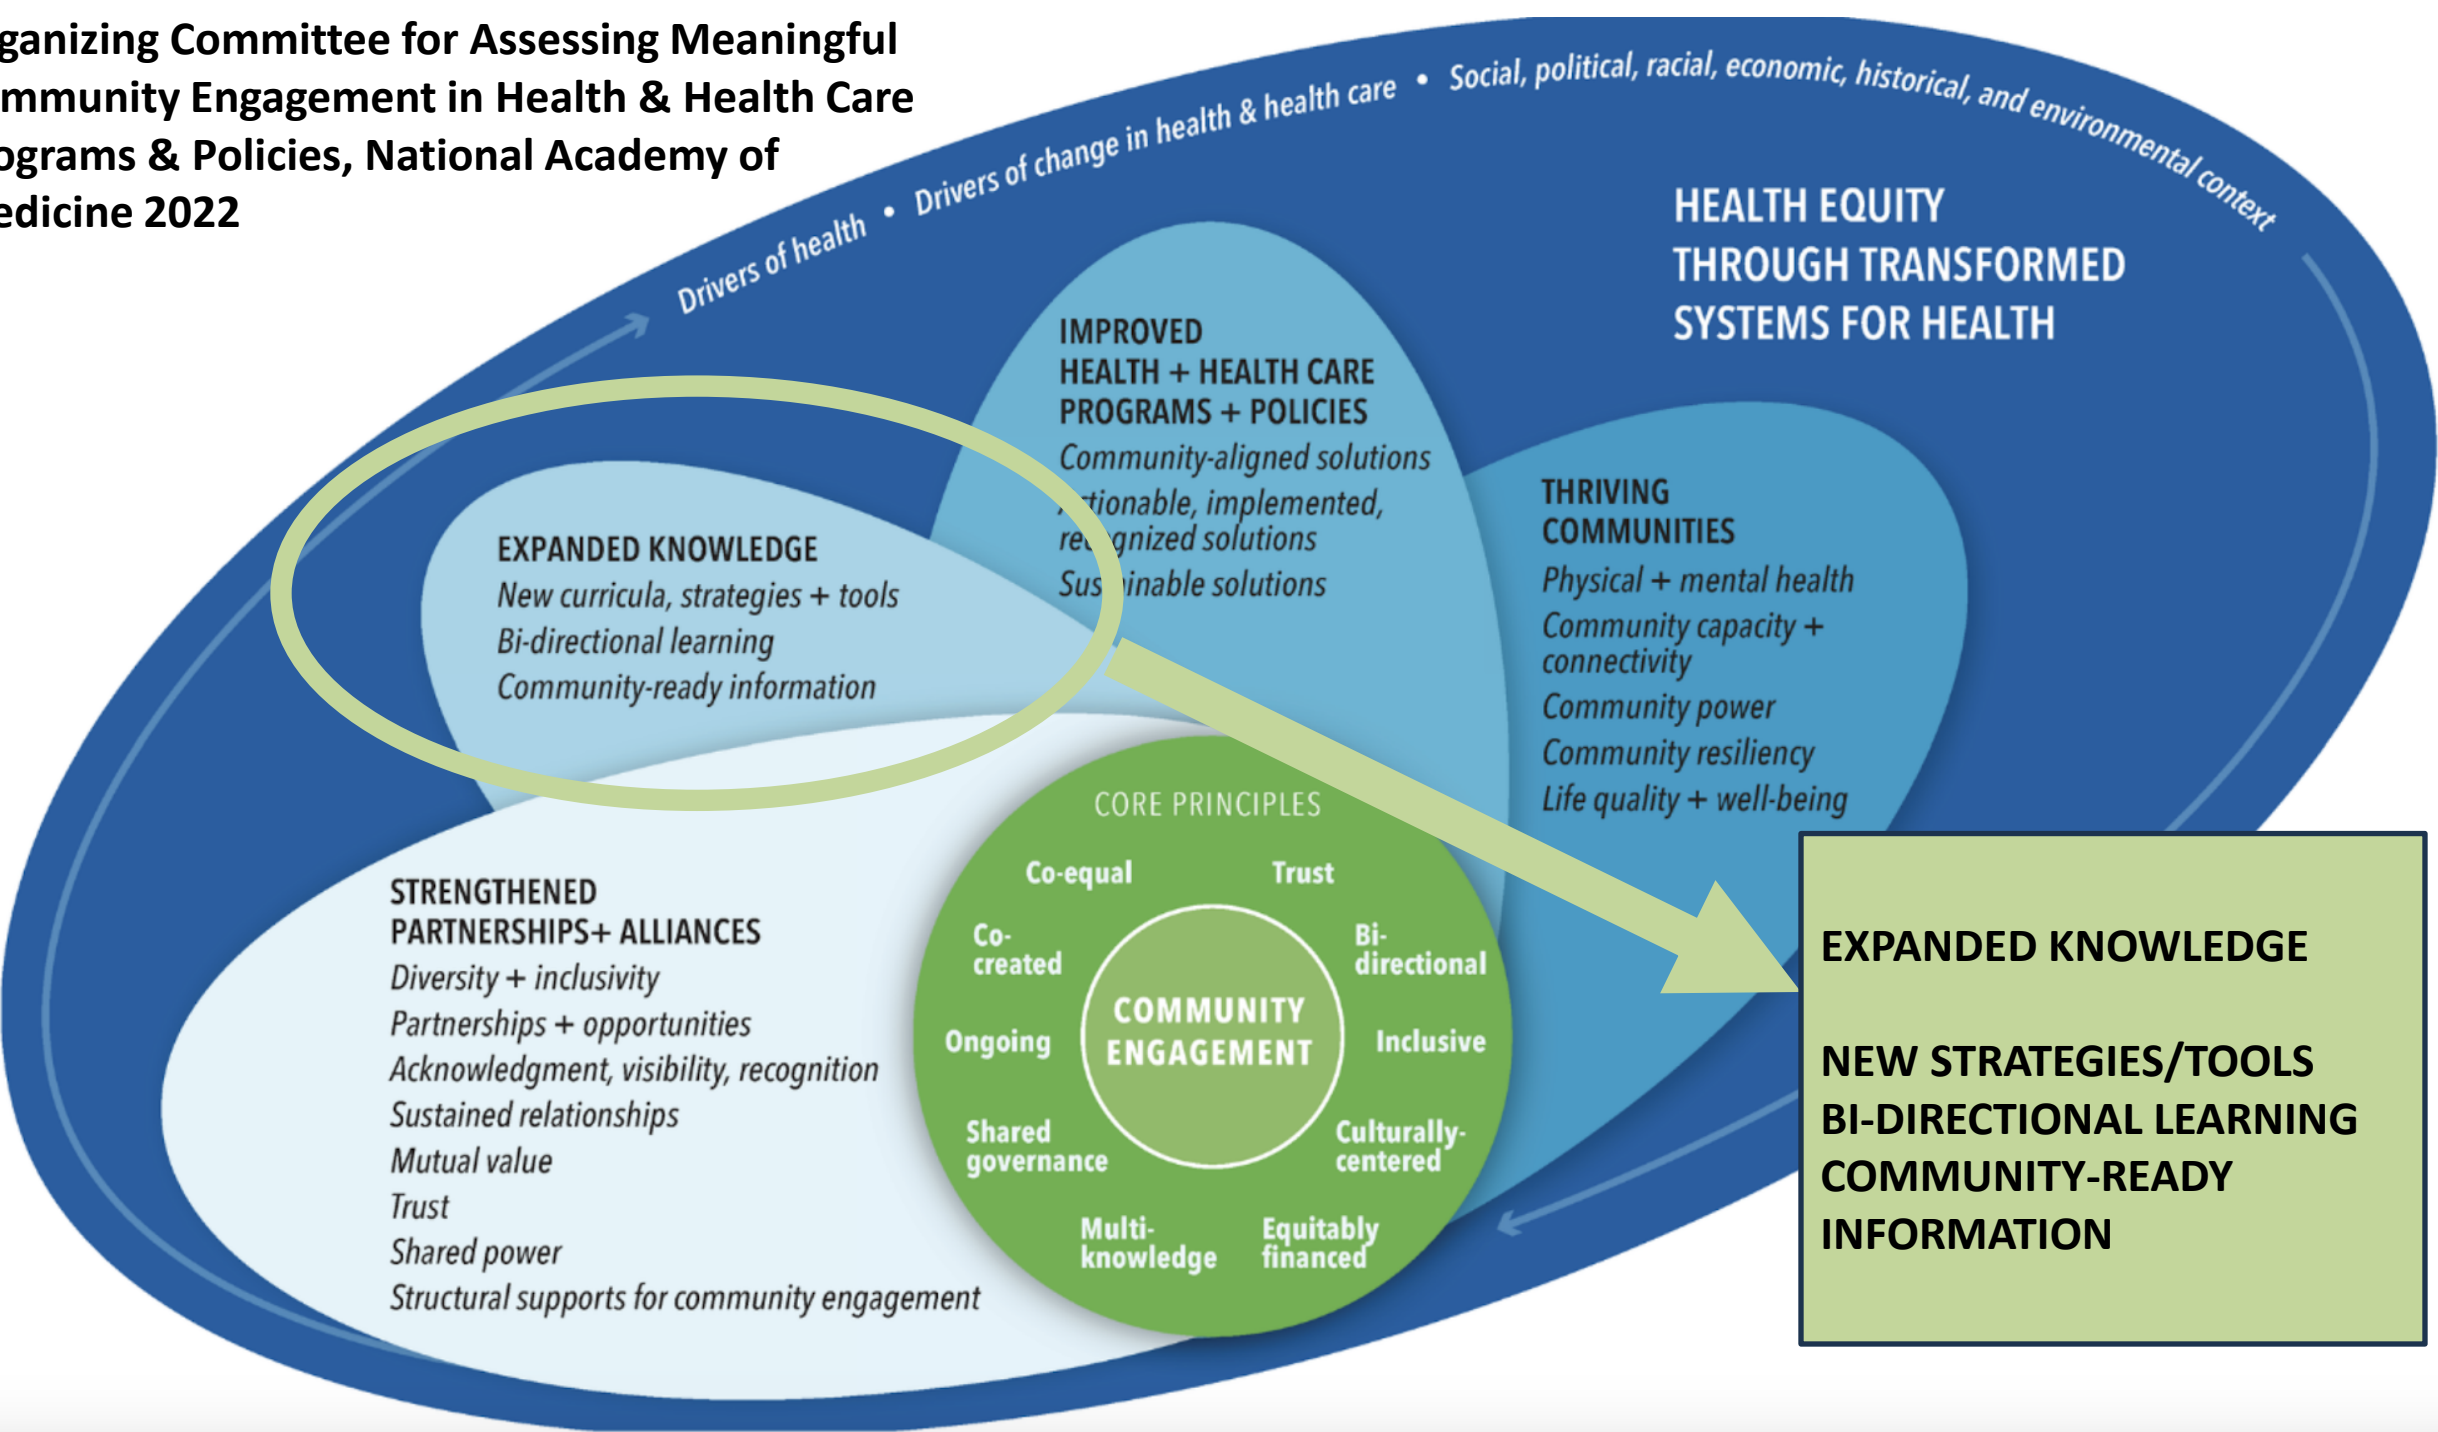 ganizing Committee for Assessing Meaningful
mmunity Engagement in Health & Health Care
ograms & Policies, National Academy of
edicine 2022
Drivers of health • Drivers of change in health & health care • Social, political, racial, economic, historical, and environmental context
HEALTH EQUITY
THROUGH TRANSFORMED
SYSTEMS FOR HEALTH
IMPROVED
HEALTH + HEALTH CARE
PROGRAMS + POLICIES
Community-aligned solutions
Actionable, implemented,
recognized solutions
Sustainable solutions
EXPANDED KNOWLEDGE
New curricula, strategies + tools
Bi-directional learning
Community-ready information
THRIVING
COMMUNITIES
Physical + mental health
Community capacity +
connectivity
Community power
Community resiliency
Life quality + well-being
STRENGTHENED
PARTNERSHIPS+ ALLIANCES
Diversity + inclusivity
Partnerships + opportunities
Acknowledgment, visibility, recognition
Sustained relationships
Mutual value
Trust
Shared power
Structural supports for community engagement
CORE PRINCIPLES
Co-equal
Trust
Co-
created
Bi-
directional
Ongoing
COMMUNITY
ENGAGEMENT
Inclusive
Shared
governance
Culturally-
centered
Multi-
knowledge
Equitably
financed
EXPANDED KNOWLEDGE
NEW STRATEGIES/TOOLS
BI-DIRECTIONAL LEARNING
COMMUNITY-READY
INFORMATION